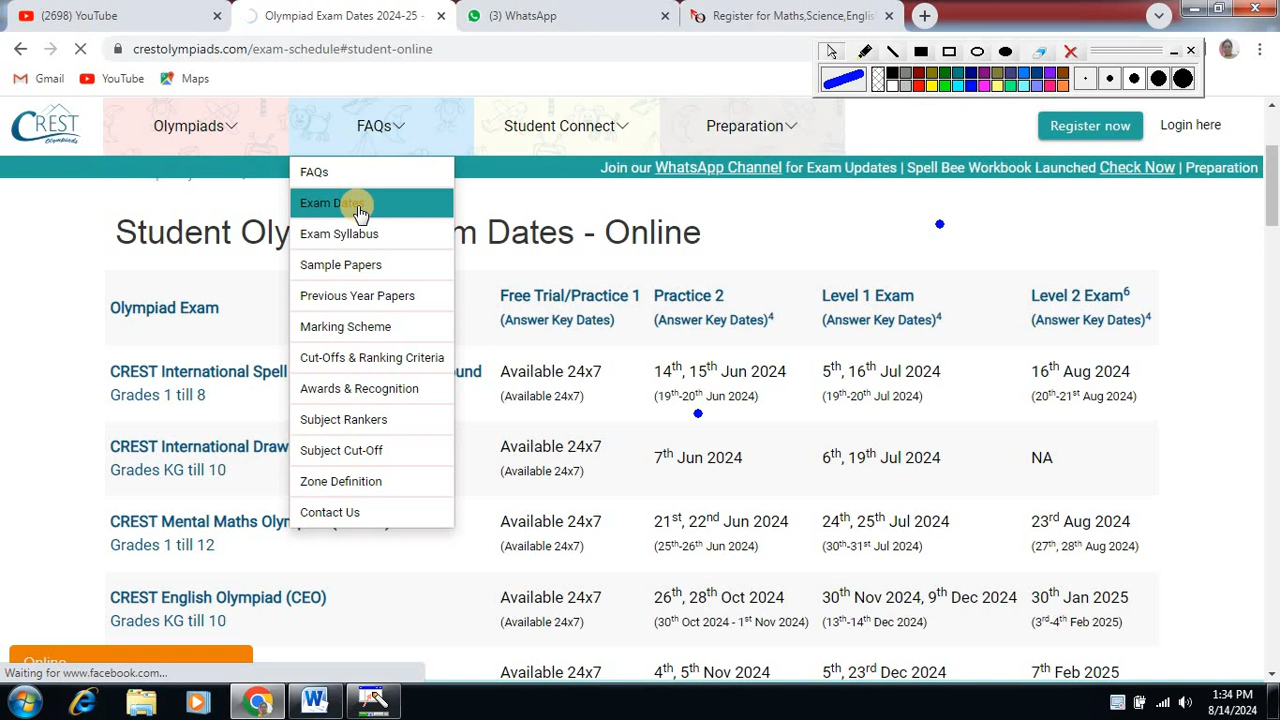 (2698) YouTube
Olympiad Exam Dates 2024-25 -
(3) WhatsApp
Register for Maths,Science,Englis
crestolympiads.com/exam-schedule#student-online
Gmail
YouTube
Maps
CREST
Olympiads
Olympiads
FAQs
Student Connect
Preparation
Register now
Login here
Join our WhatsApp Channel for Exam Updates | Spell Bee Workbook Launched Check Now | Preparation
FAQs
Exam Dates
Exam Syllabus
Sample Papers
Previous Year Papers
Marking Scheme
Cut-Offs & Ranking Criteria
Awards & Recognition
Subject Rankers
Subject Cut-Off
Zone Definition
Contact Us
Student Oly m Dates - Online
Olympiad Exam
Free Trial/Practice 1
(Answer Key Dates)
Practice 2
(Answer Key Dates)4
Level 1 Exam
(Answer Key Dates)4
Level 2 Exam6
(Answer Key Dates)4
CREST International Spell und
Grades 1 till 8
Available 24x7
(Available 24x7)
14th, 15th Jun 2024
(19th-20th Jun 2024)
5th, 16th Jul 2024
(19th-20th Jul 2024)
16th Aug 2024
(20th-21st Aug 2024)
CREST International Draw
Grades KG till 10
Available 24x7
(Available 24x7)
7th Jun 2024
6th, 19th Jul 2024
NA
CREST Mental Maths Oly
Grades 1 till 12
Available 24x7
(Available 24x7)
21st, 22nd Jun 2024
(25th-26th Jun 2024)
24th, 25th Jul 2024
(30th-31st Jul 2024)
23rd Aug 2024
(27th, 28th Aug 2024)
CREST English Olympiad (CEO)
Grades KG till 10
Available 24x7
(Available 24x7)
26th, 28th Oct 2024
(30th Oct 2024 - 1st Nov 2024)
30th Nov 2024, 9th Dec 2024
(13th-14th Dec 2024)
30th Jan 2025
(3rd-4th Feb 2025)
Available 24x7
4th, 5th Nov 2024
5th, 23rd Dec 2024
7th Feb 2025
Online
Waiting for www.facebook.com...
1:34 PM
8/14/2024